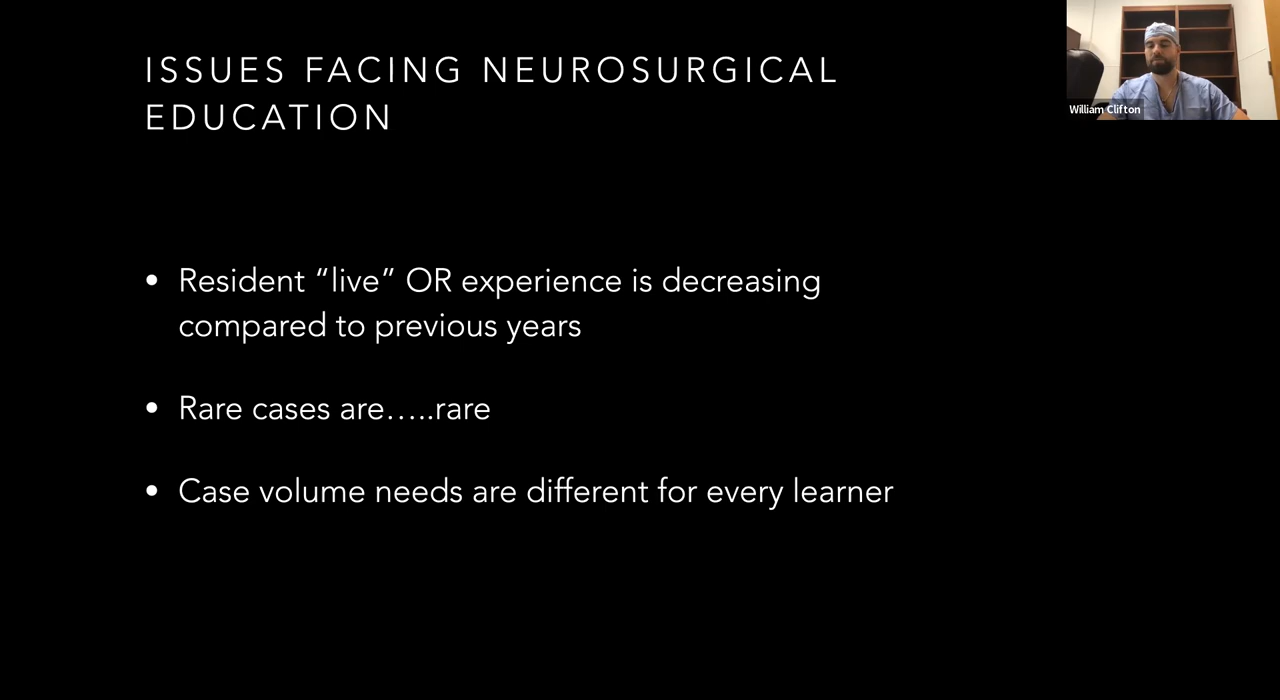 ISSUES FACING NEUROSURGICAL
EDUCATION
William Clifton
• Resident “live” OR experience is decreasing
compared to previous years
• Rare cases are…..rare
• Case volume needs are different for every learner